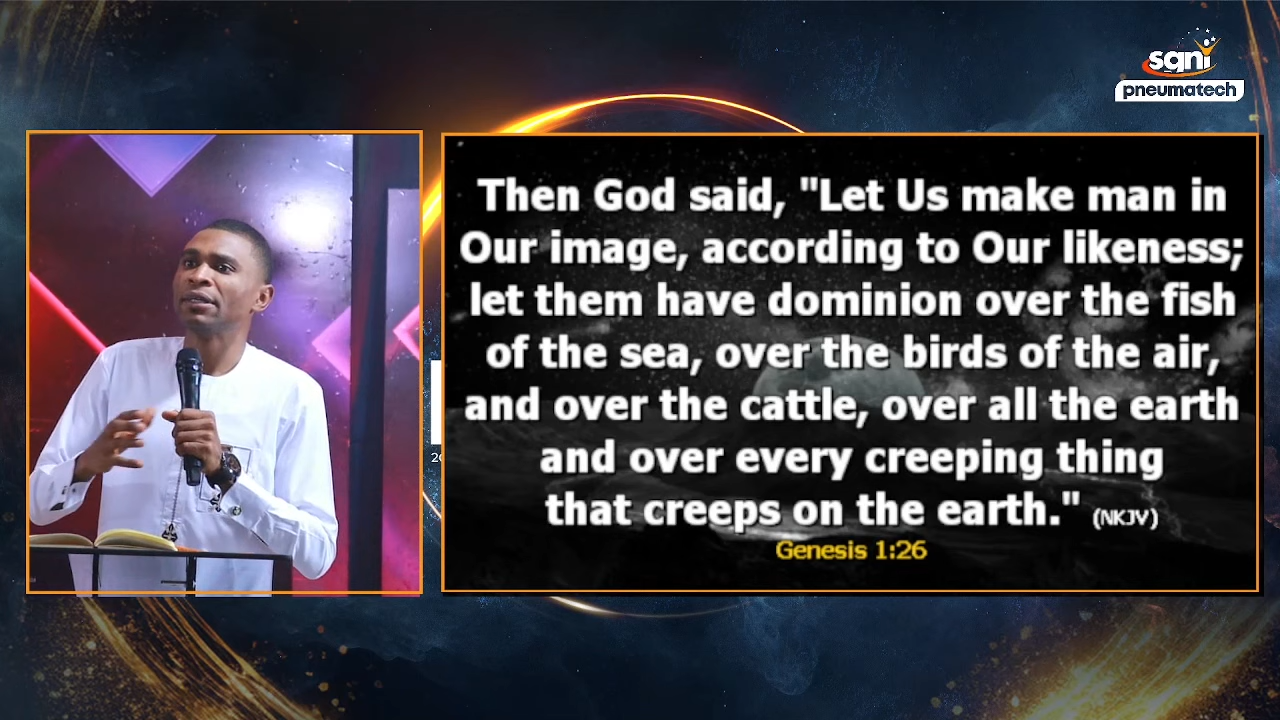 sgni
pneumatech
Then God said, "Let Us make man in
Our image, according to Our likeness;
let them have dominion over the fish
of the sea, over the birds of the air,
and over the cattle, over all the earth
and over every creeping thing
that creeps on the earth." (NKJV)
Genesis 1:26